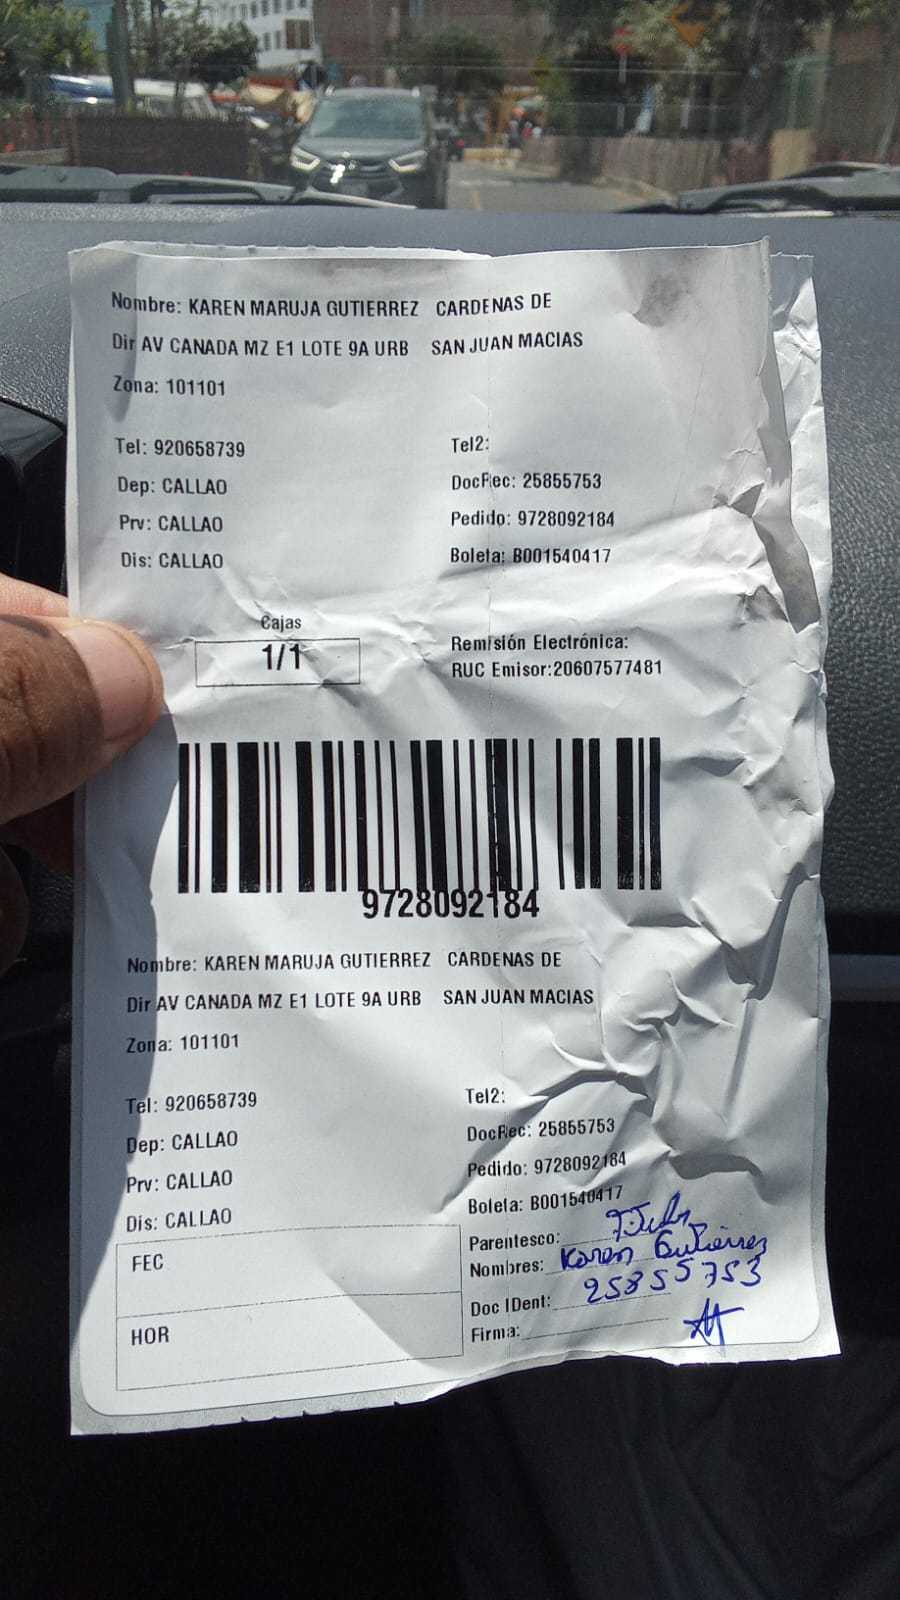 Nombre: KAREN MARUJA GUTIERREZ CARDENAS DE
Dir AV CANADA MZ E1 LOTE 9A URB SAN JUAN MACIAS
Zona: 101101
Tel: 920658739 Tel2:
Dep: CALLAO DocRec: 25855753
Prv: CALLAO Pedido: 9728092184
Dis: CALLAO Boleta: B001540417
Cajas
1/1
Remisión Electrónica:
RUC Emisor:20607577481
9728092184
Nombre: KAREN MARUJA GUTIERREZ CARDENAS DE
Dir AV CANADA MZ E1 LOTE 9A URB SAN JUAN MACIAS
Zona: 101101
Tel: 920658739 Tel2:
Dep: CALLAO DocRec: 25855753
Prv: CALLAO Pedido: 9728092184
Dis: CALLAO Boleta: B001540417
FEC
HOR
Parentesco:
Nombres: Karen Gutierrez
Doc IDent: 25855753
Firma: